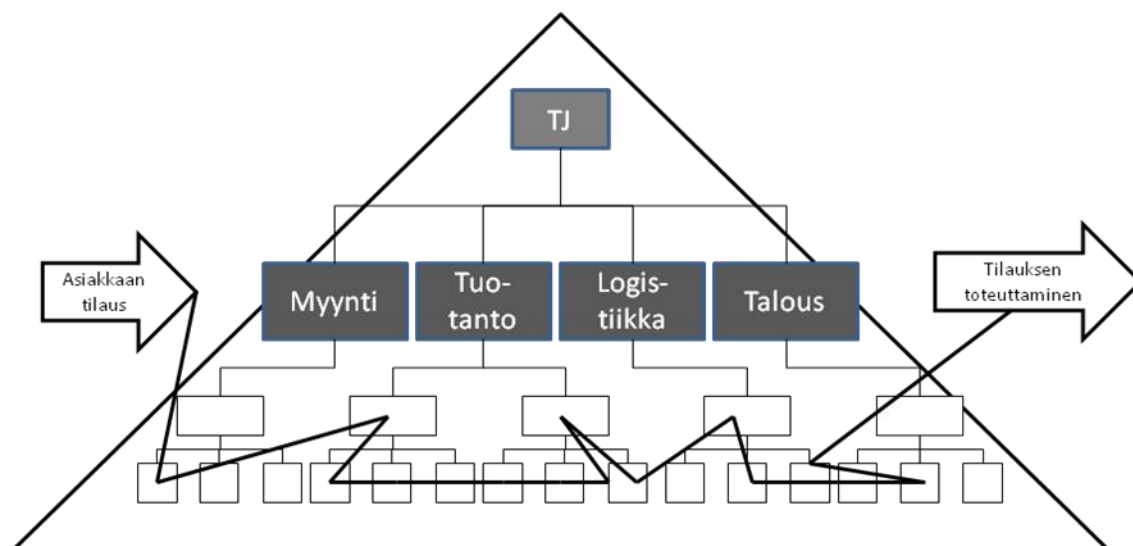 TJ
Asiakkaan
tilaus
Myynti
Tuo-
tanto
Logis-
tiikka
Talous
Tilauksen
toteuttaminen